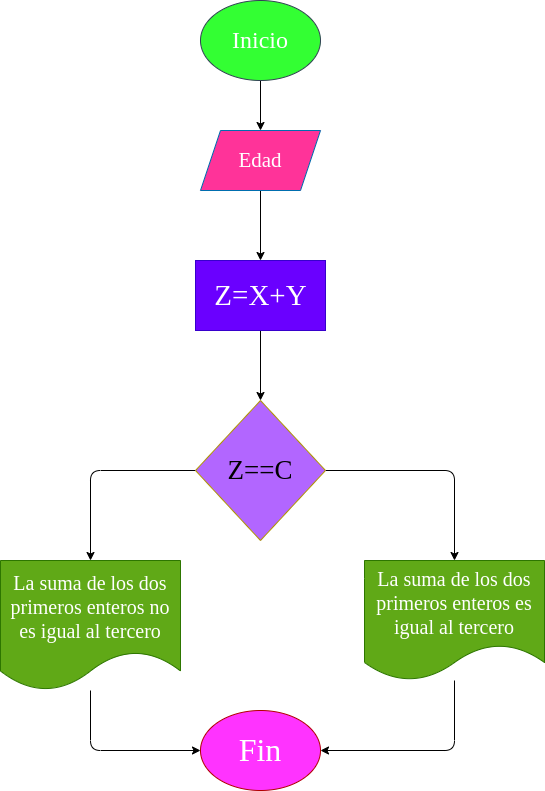 Inicio
Edad
Z=X+Y
Z==C
La suma de los dos
primeros enteros no
es igual al tercero
La suma de los dos
primeros enteros es
igual al tercero
Fin